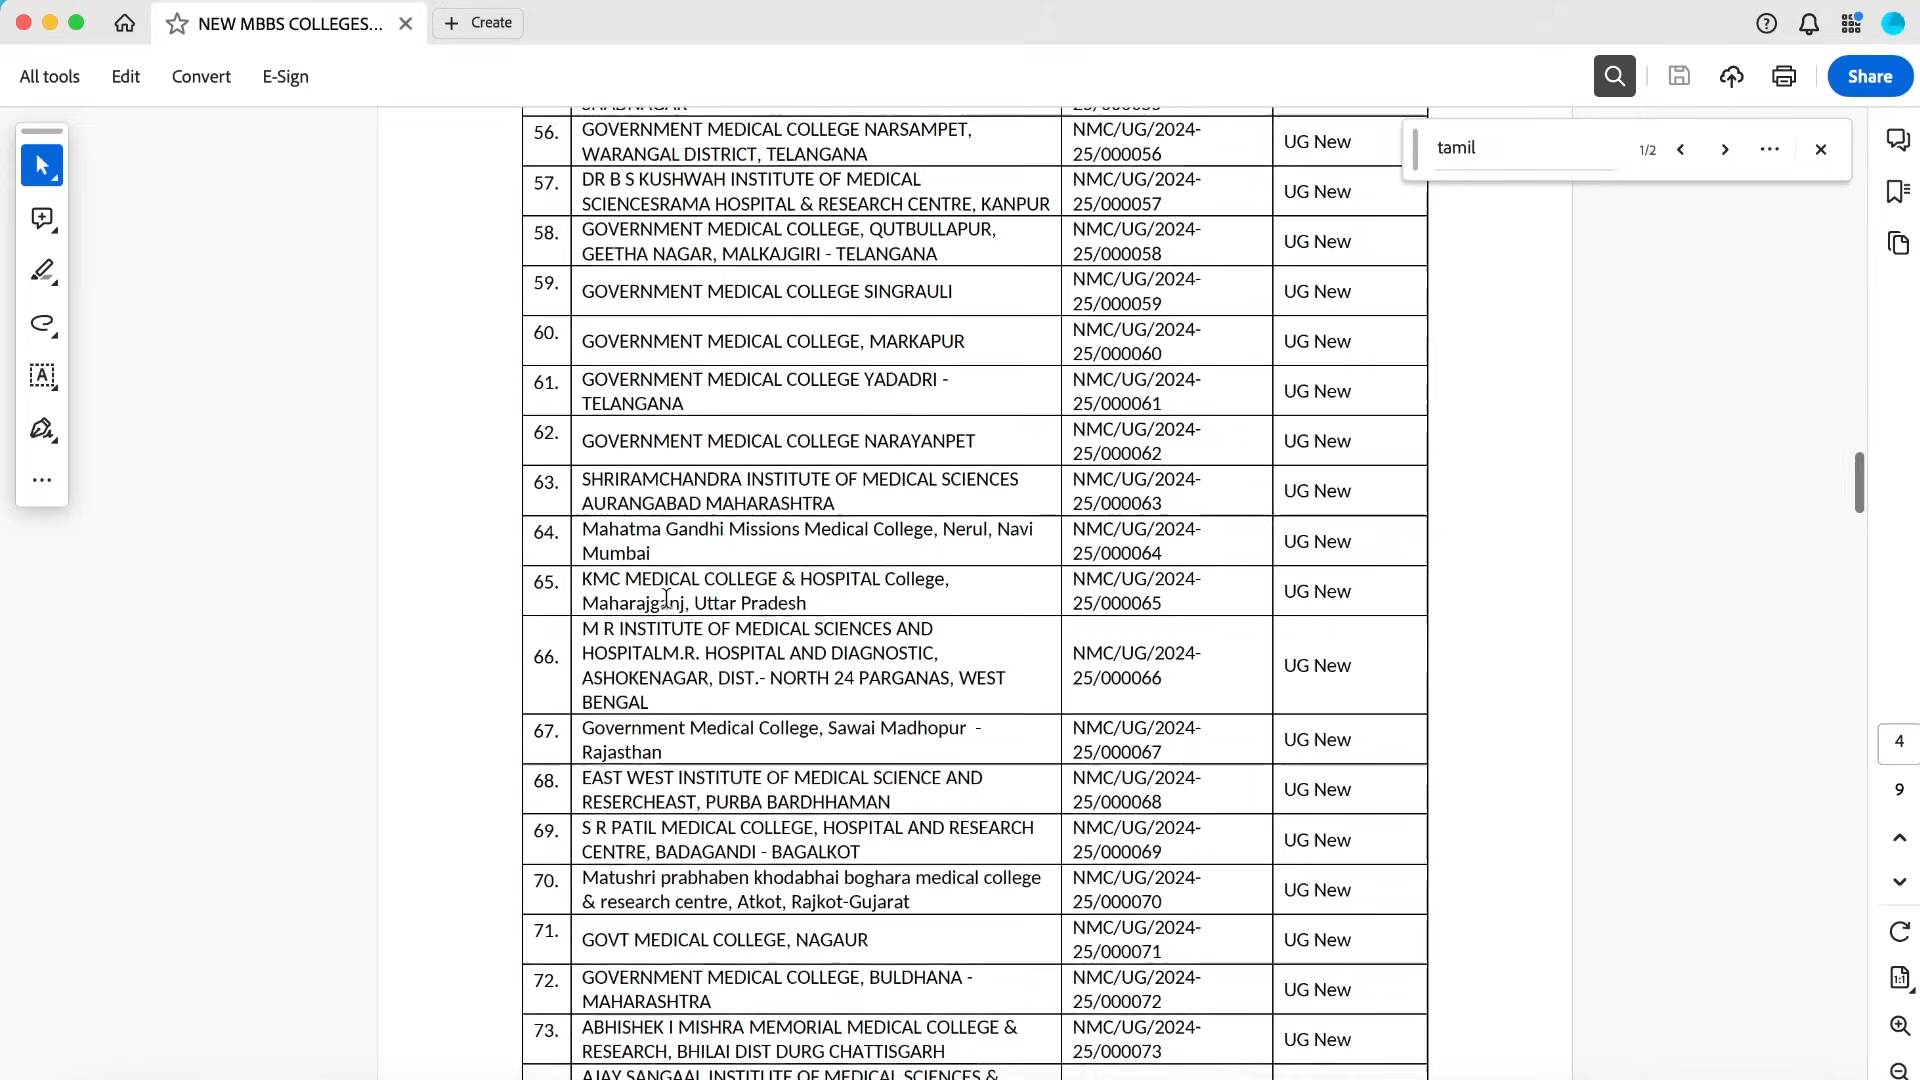 NEW MBBS COLLEGES...
Create
All tools
Edit
Convert
E-Sign
Share
tamil
1/2
56. GOVERNMENT MEDICAL COLLEGE NARSAMPET,
WARANGAL DISTRICT, TELANGANA
NMC/UG/2024-
25/000056
UG New
57. DR B S KUSHWAH INSTITUTE OF MEDICAL
SCIENCESRAMA HOSPITAL & RESEARCH CENTRE, KANPUR
NMC/UG/2024-
25/000057
UG New
58. GOVERNMENT MEDICAL COLLEGE, QUTBULLAPUR,
GEETHA NAGAR, MALKAJGIRI - TELANGANA
NMC/UG/2024-
25/000058
UG New
59. GOVERNMENT MEDICAL COLLEGE SINGRAULI
NMC/UG/2024-
25/000059
UG New
60. GOVERNMENT MEDICAL COLLEGE, MARKAPUR
NMC/UG/2024-
25/000060
UG New
61. GOVERNMENT MEDICAL COLLEGE YADADRI -
TELANGANA
NMC/UG/2024-
25/000061
UG New
62. GOVERNMENT MEDICAL COLLEGE NARAYANPET
NMC/UG/2024-
25/000062
UG New
63. SHRIRAMCHANDRA INSTITUTE OF MEDICAL SCIENCES
AURANGABAD MAHARASHTRA
NMC/UG/2024-
25/000063
UG New
64. Mahatma Gandhi Missions Medical College, Nerul, Navi
Mumbai
NMC/UG/2024-
25/000064
UG New
65. KMC MEDICAL COLLEGE & HOSPITAL College,
Maharajganj, Uttar Pradesh
NMC/UG/2024-
25/000065
UG New
66. M R INSTITUTE OF MEDICAL SCIENCES AND
HOSPITALM.R. HOSPITAL AND DIAGNOSTIC,
ASHOKENAGAR, DIST.- NORTH 24 PARGANAS, WEST
BENGAL
NMC/UG/2024-
25/000066
UG New
67. Government Medical College, Sawai Madhopur -
Rajasthan
NMC/UG/2024-
25/000067
UG New
68. EAST WEST INSTITUTE OF MEDICAL SCIENCE AND
RESERCHEAST, PURBA BARDHHAMAN
NMC/UG/2024-
25/000068
UG New
69. S R PATIL MEDICAL COLLEGE, HOSPITAL AND RESEARCH
CENTRE, BADAGANDI - BAGALKOT
NMC/UG/2024-
25/000069
UG New
70. Matushri prabhaben khodabhai boghara medical college
& research centre, Atkot, Rajkot-Gujarat
NMC/UG/2024-
25/000070
UG New
71. GOVT MEDICAL COLLEGE, NAGAUR
NMC/UG/2024-
25/000071
UG New
72. GOVERNMENT MEDICAL COLLEGE, BULDHANA -
MAHARASHTRA
NMC/UG/2024-
25/000072
UG New
73. ABHISHEK I MISHRA MEMORIAL MEDICAL COLLEGE &
RESEARCH, BHILAI DIST DURG CHATTISGARH
NMC/UG/2024-
25/000073
UG New
AJAY SANGAAL INSTITUTE OF MEDICAL SCIENCES &
4
9